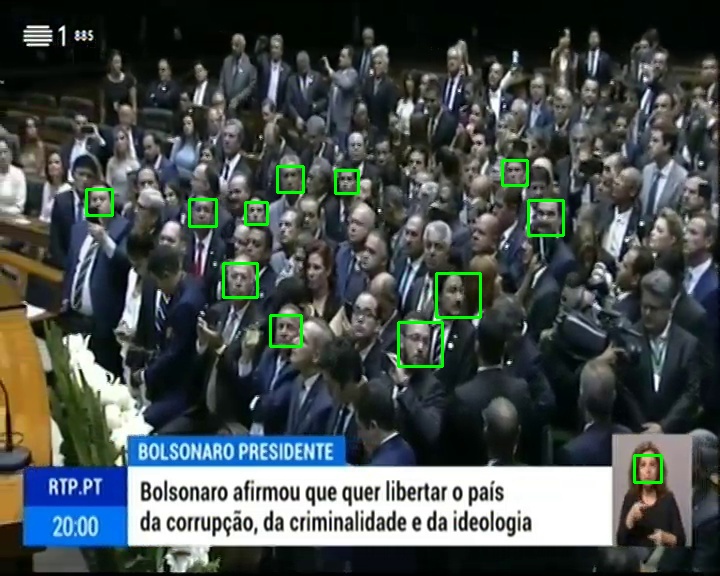 1 885
BOLSONARO PRESIDENTE
RTP.PT
Bolsonaro afirmou que quer libertar o país
20:00
da corrupção, da criminalidade e da ideologia